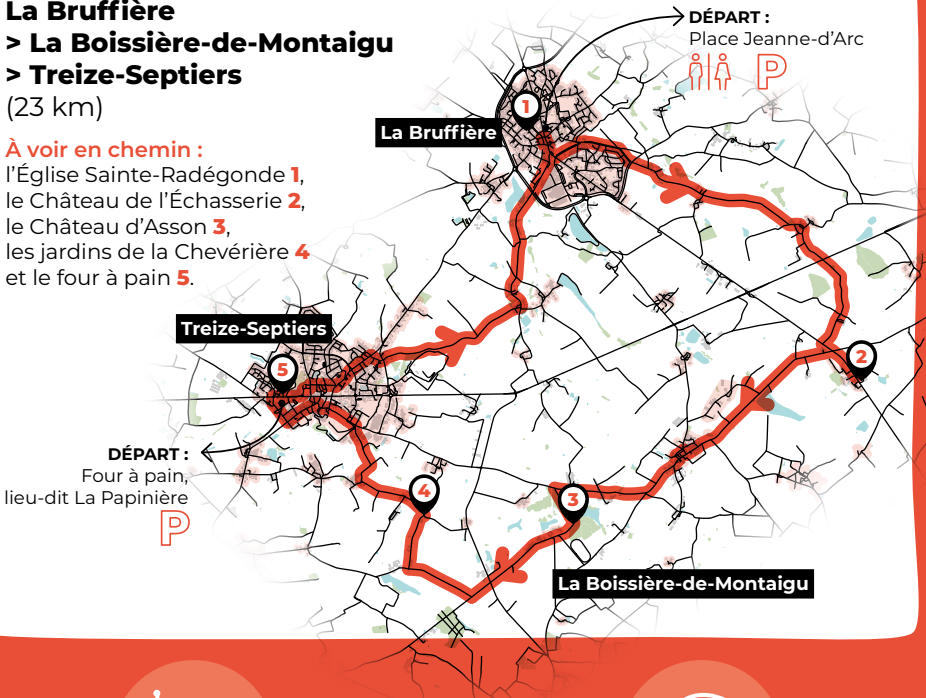 La Bruffière
> La Boissière-de-Montaigu
> Treize-Septiers
(23 km)
À voir en chemin :
l’Église Sainte-Radégonde 1,
le Château de l’Échasserie 2,
le Château d’Asson 3,
les jardins de la Chevérière 4
et le four à pain 5.
DÉPART :
Place Jeanne-d’Arc
P
1
La Bruffière
Treize-Septiers
5
2
DÉPART :
Four à pain,
lieu-dit La Papinière
P
4
3
La Boissière-de-Montaigu